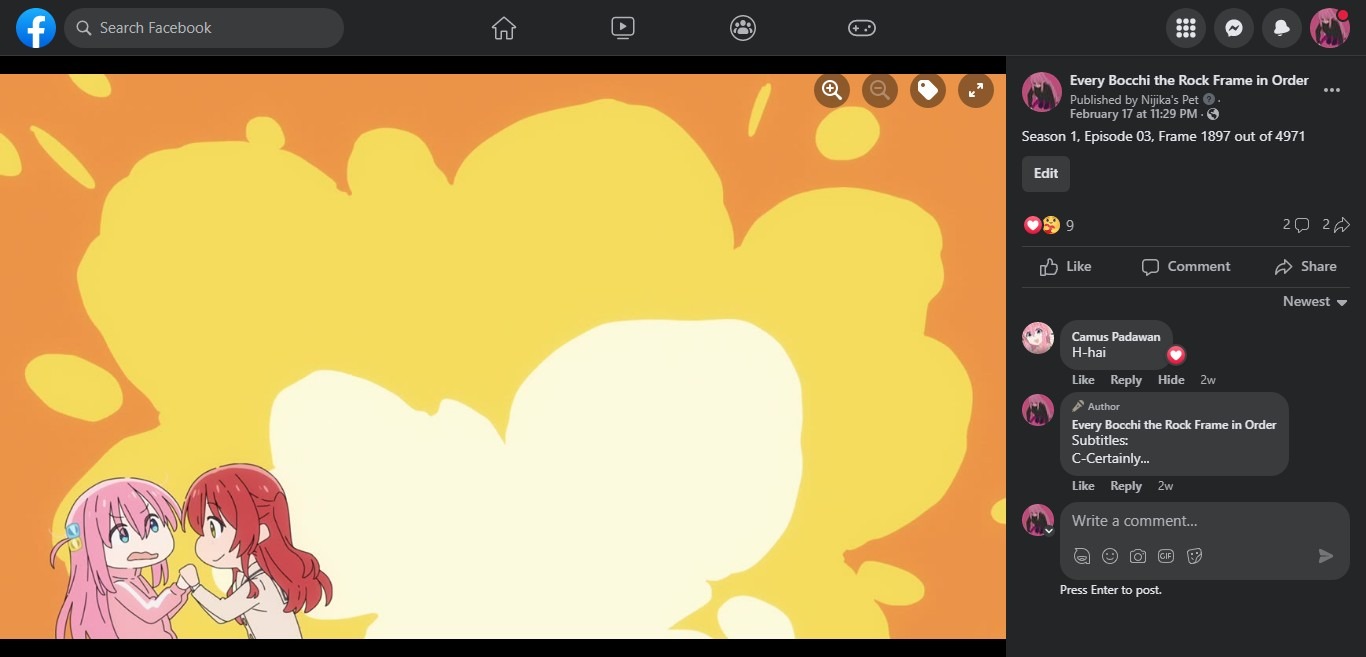 Search Facebook
Every Bocchi the Rock Frame in Order
Published by Nijika's Pet ·
February 17 at 11:29 PM ·
Season 1, Episode 03, Frame 1897 out of 4971
Edit
9
2
2
Like
Comment
Share
Newest
Camus Padawan
H-hai
Like Reply Hide 2w
Author
Every Bocchi the Rock Frame in Order
Subtitles:
C-Certainly...
Like Reply 2w
Write a comment...
GIF
Press Enter to post.